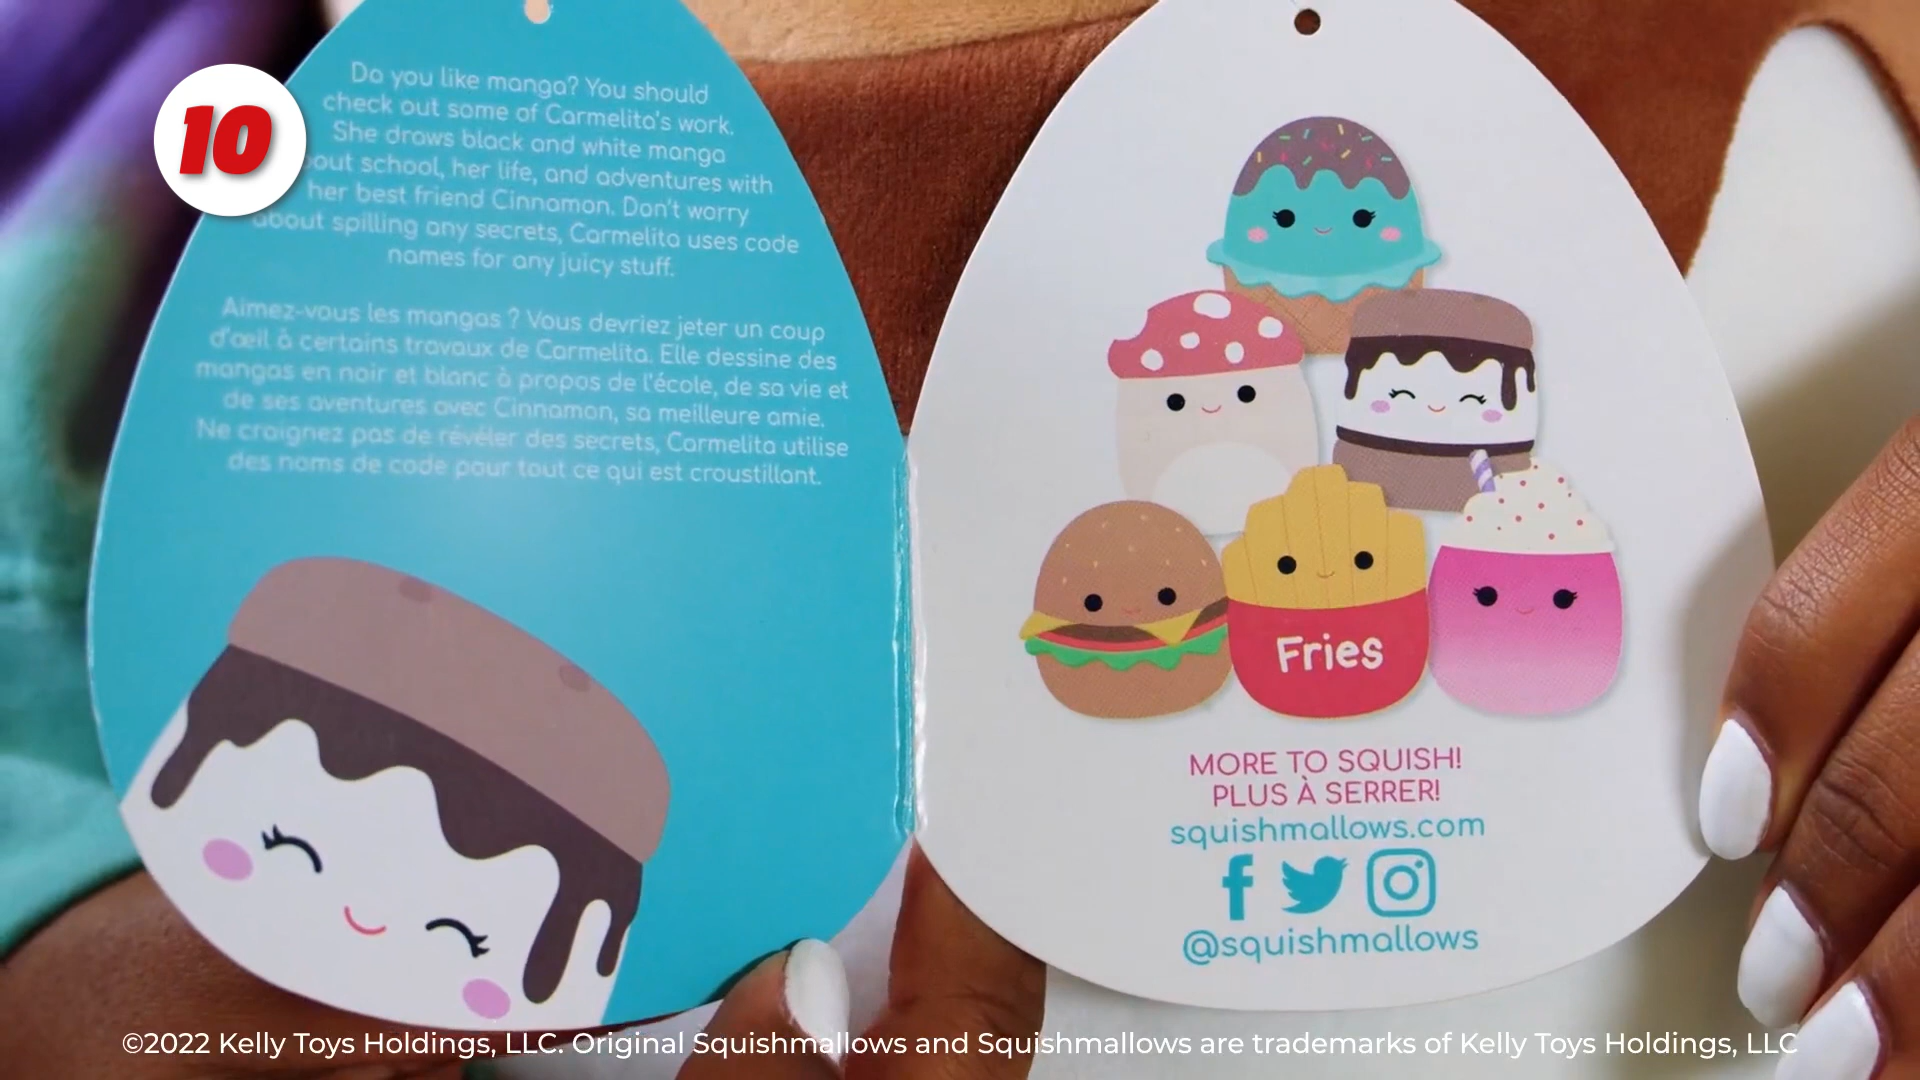 10
Do you like manga? You should
check out some of Carmelita's work.
She draws black and white manga
out school, her life, and adventures with
her best friend Cinnamon. Don't worry
about spilling any secrets, Carmelita uses code
names for any juicy stuff.
Aimez-vous les mangas ? Vous devriez jeter un coup
d'œil à certains travaux de Carmelita. Elle dessine des
mangas en noir et blanc à propos de l'école, de sa vie et
de ses aventures avec Cinnamon, sa meilleure amie.
Ne craignez pas de révéler des secrets, Carmelita utilise
des noms de code pour tout ce qui est croustillant.
Fries
MORE TO SQUISH!
PLUS À SERRER!
squishmallows.com
@squishmallows
©2022 Kelly Toys Holdings, LLC. Original Squishmallows and Squishmallows are trademarks of Kelly Toys Holdings, LLC